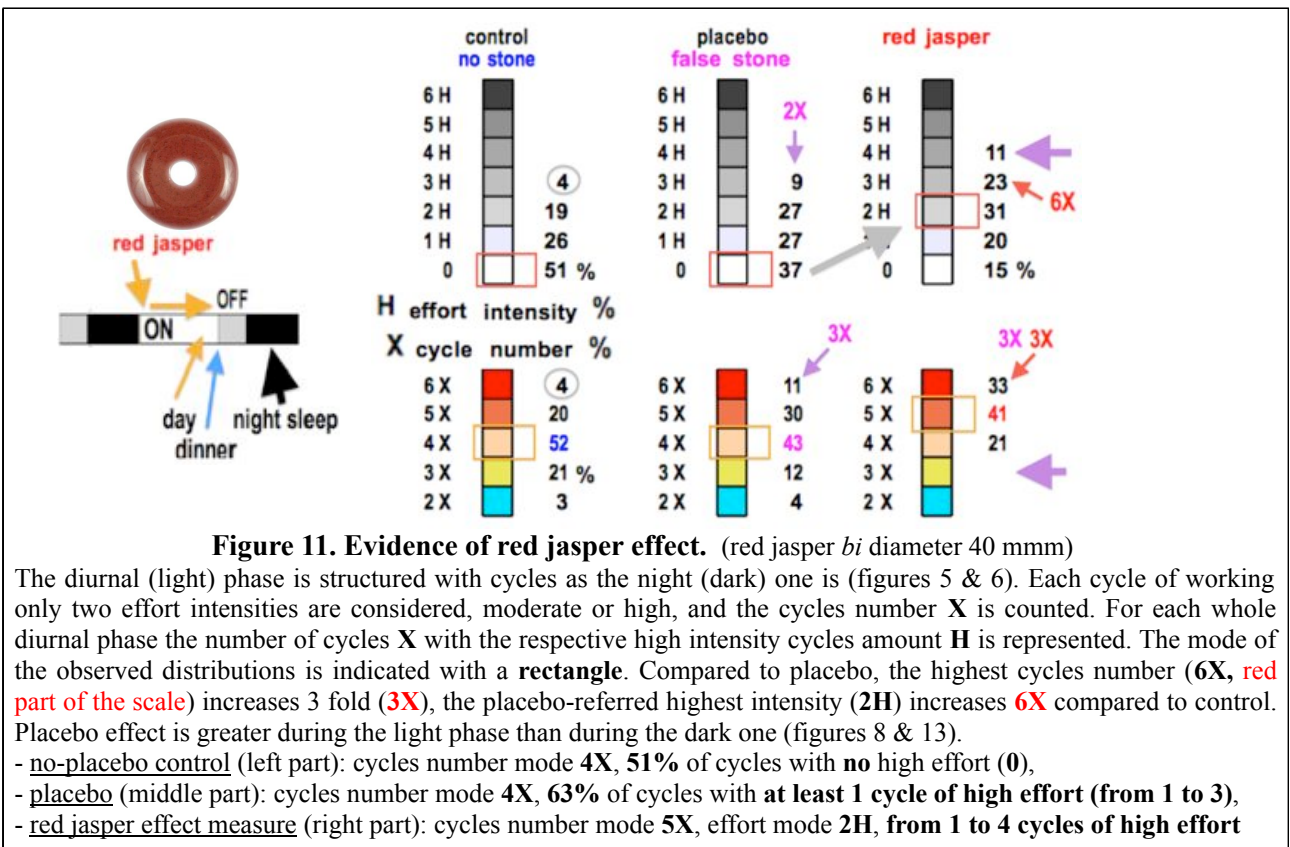 control
no stone
placebo
false stone
red jasper
6 H
5 H
4 H
3 H 4
2 H 19
1 H 26
0 51 %
6 H
5 H
4 H
3 H 9
2 H 27
1 H 27
0 37
2X
6 H
5 H
4 H 11
3 H 23
2 H 31
20
0 15 %
6X
red jasper
OFF
ON
day
dinner
night sleep
H effort intensity %
X cycle number %
6 X 4
5 X 20
4 X 52
3 X 21 %
2 X 3
3X
6 X 11
5 X 30
4 X 43
3 X 12
2 X 4
3X 3X
6 X 33
5 X 41
4 X 21
3 X
2 X
Figure 11. Evidence of red jasper effect. (red jasper bi diameter 40 mmm)
The diurnal (light) phase is structured with cycles as the night (dark) one is (figures 5 & 6). Each cycle of working
only two effort intensities are considered, moderate or high, and the cycles number X is counted. For each whole
diurnal phase the number of cycles X with the respective high intensity cycles amount H is represented. The mode of
the observed distributions is indicated with a rectangle. Compared to placebo, the highest cycles number (6X, red
part of the scale) increases 3 fold (3X), the placebo-referred highest intensity (2H) increases 6X compared to control.
Placebo effect is greater during the light phase than during the dark one (figures 8 & 13).
- no-placebo control (left part): cycles number mode 4X, 51% of cycles with no high effort (0),
- placebo (middle part): cycles number mode 4X, 63% of cycles with at least 1 cycle of high effort (from 1 to 3),
- red jasper effect measure (right part): cycles number mode 5X, effort mode 2H, from 1 to 4 cycles of high effort